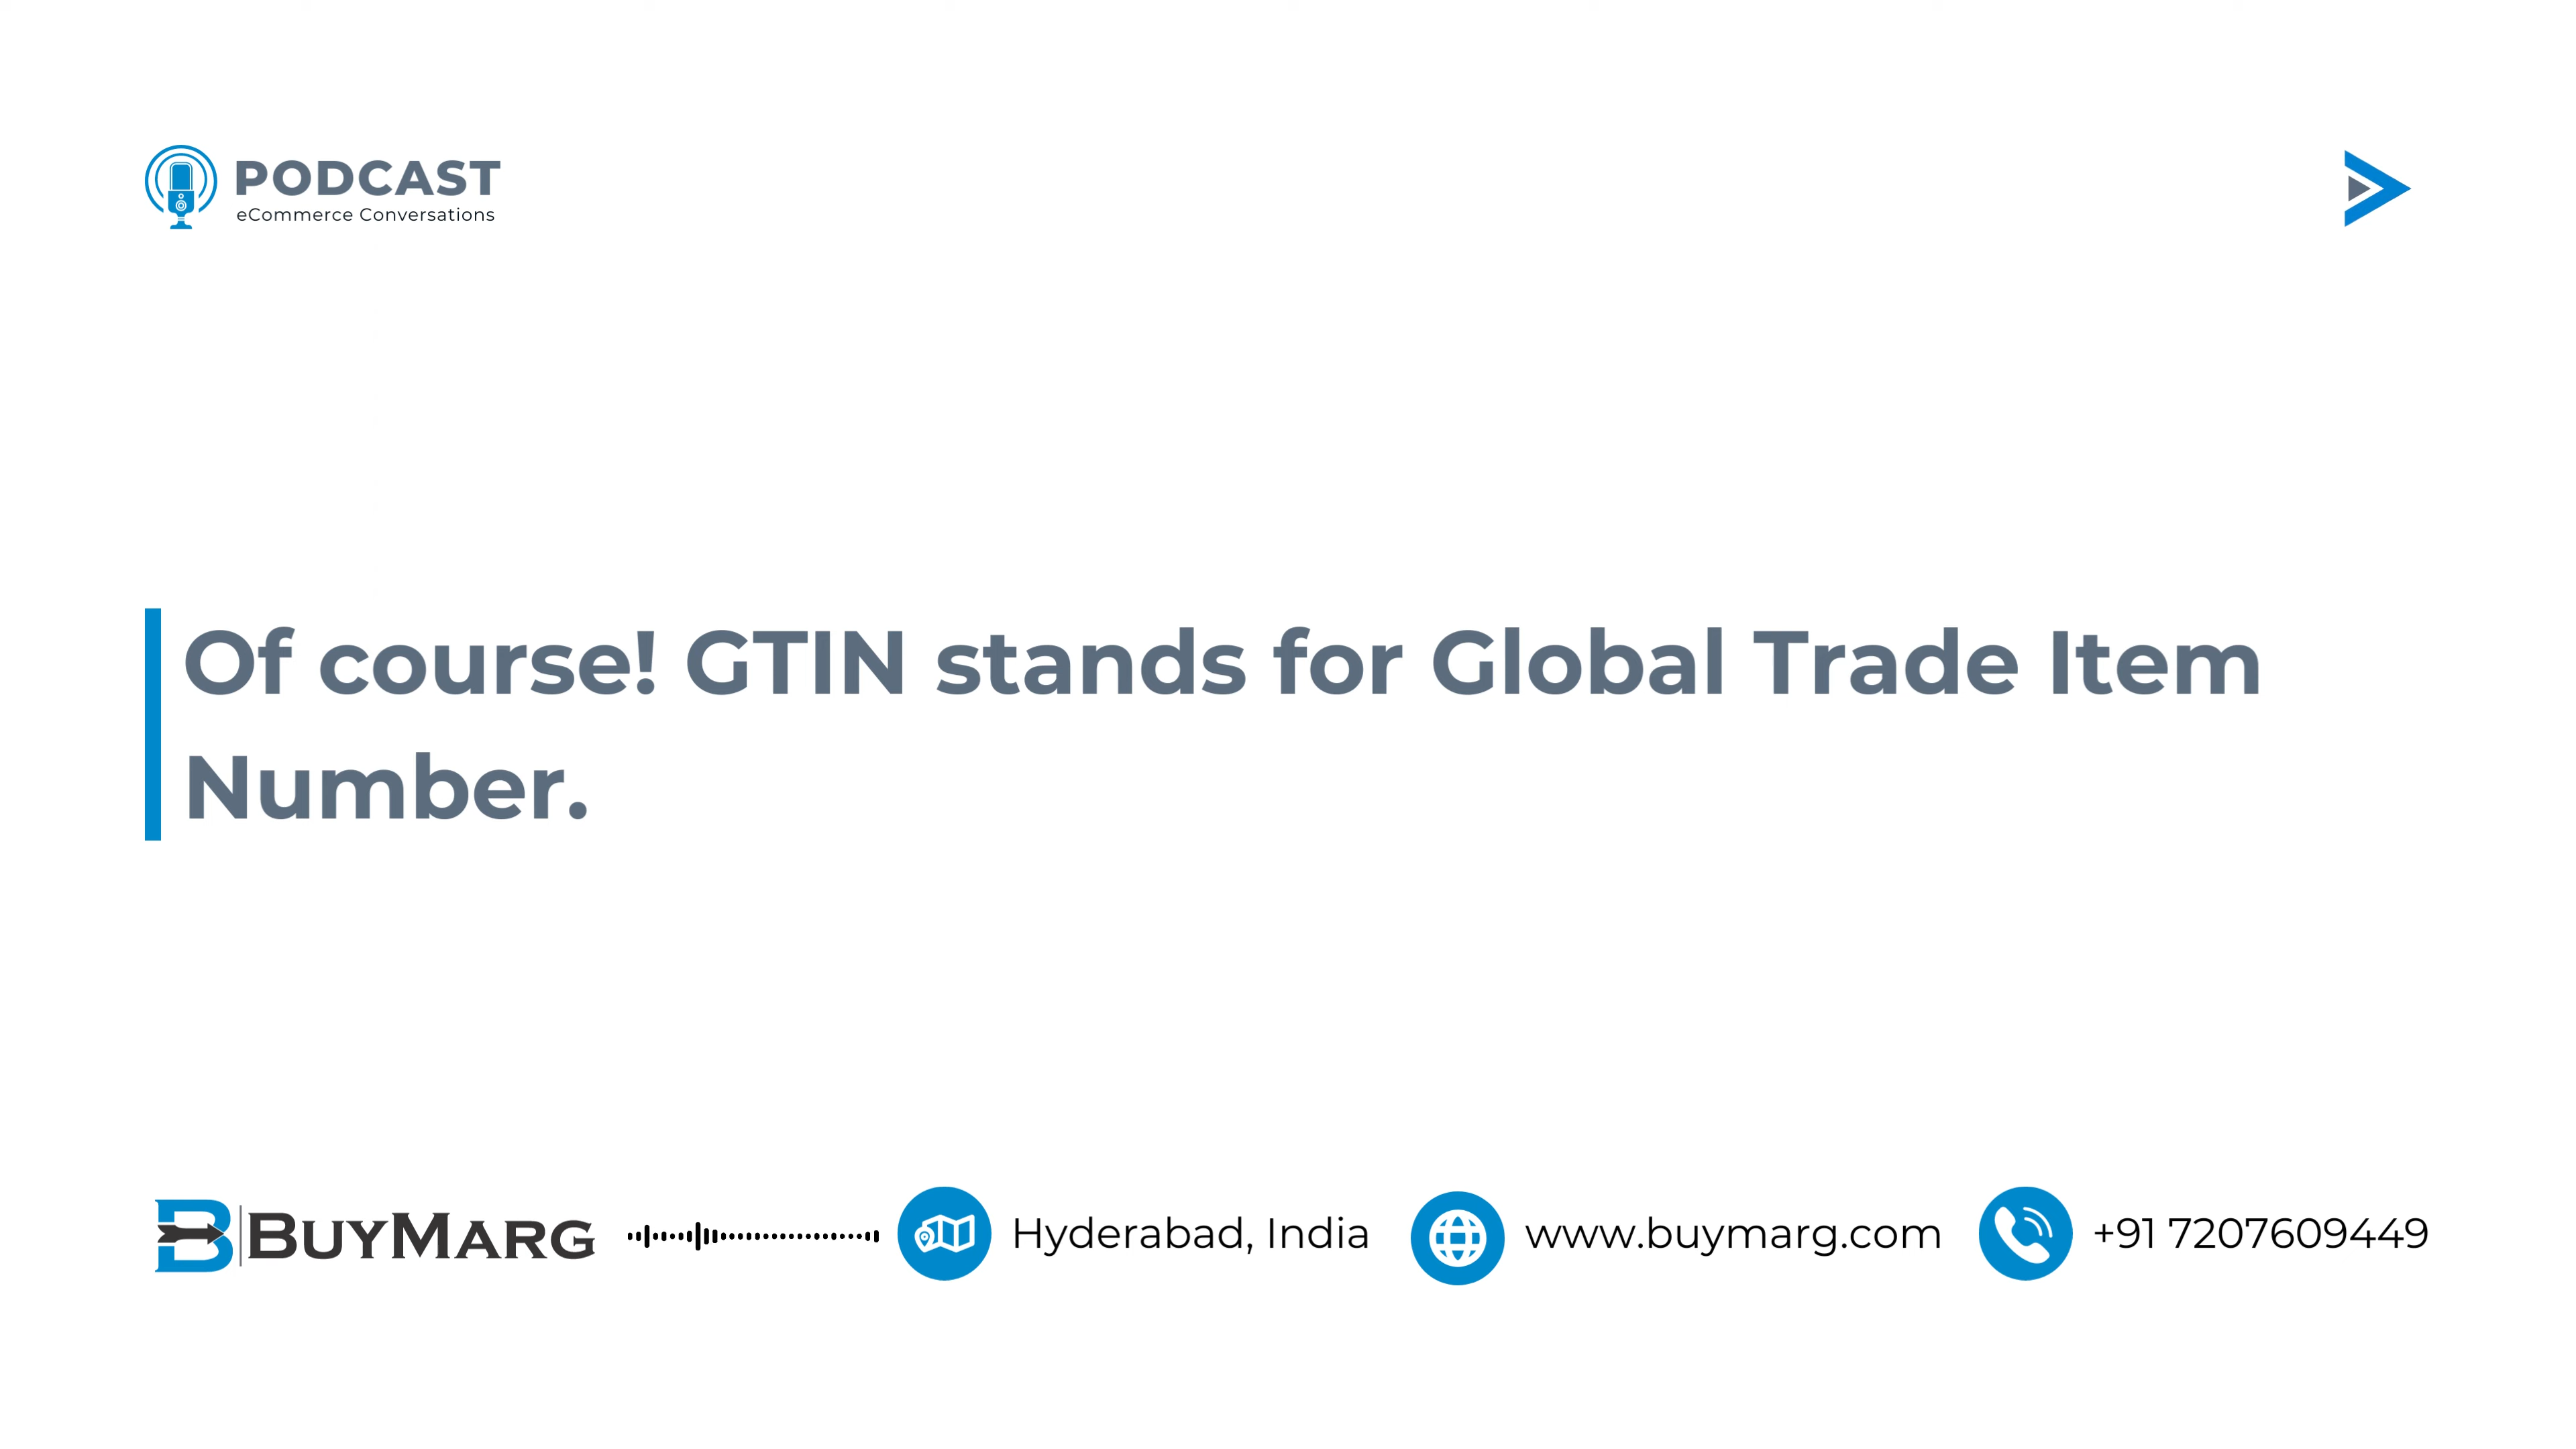 PODCAST
eCommerce Conversations
Of course! GTIN stands for Global Trade Item
Number.
BUYMARG
Hyderabad, India
www.buymarg.com
+91 7207609449